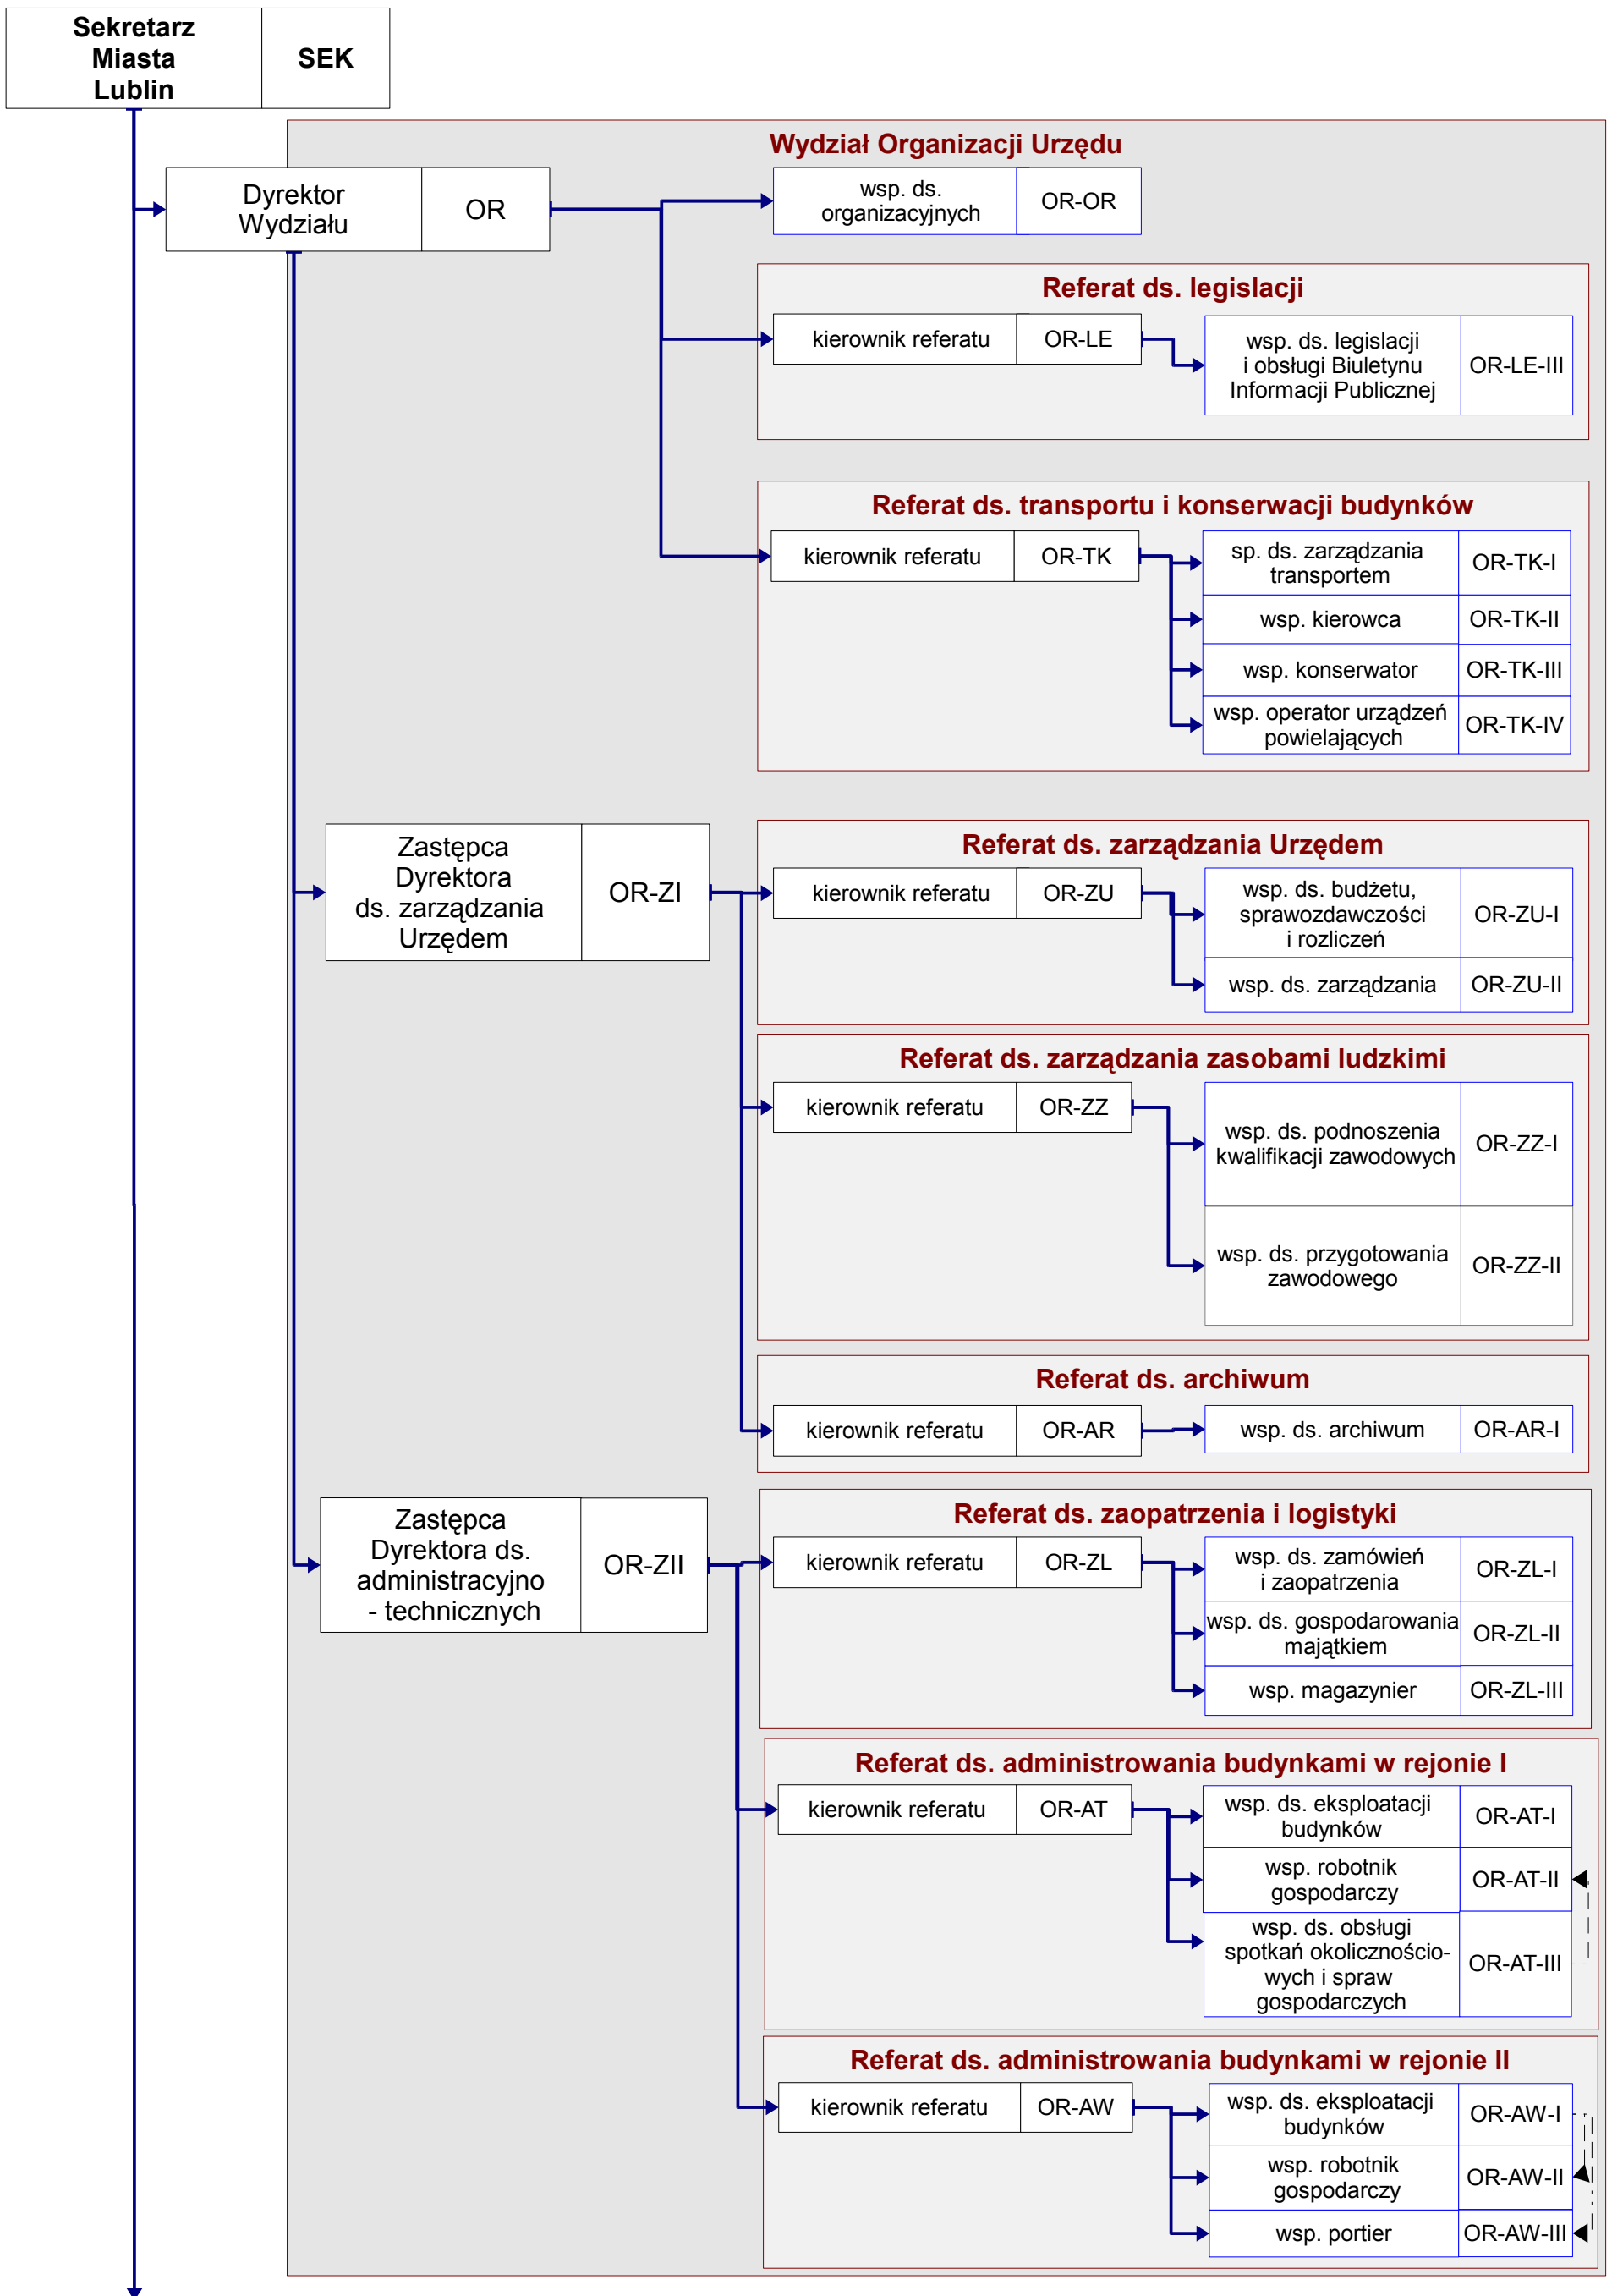 Sekretarz
Miasta
Lublin
SEK
Wydział Organizacji Urzędu
Dyrektor
Wydziału
OR
wsp. ds.
organizacyjnych
OR-OR
Referat ds. legislacji
kierownik referatu
OR-LE
wsp. ds. legislacji
i obsługi Biuletynu
Informacji Publicznej
OR-LE-III
Referat ds. transportu i konserwacji budynków
kierownik referatu
OR-TK
sp. ds. zarządzania
transportem
OR-TK-I
wsp. kierowca
OR-TK-II
wsp. konserwator
OR-TK-III
wsp. operator urządzeń
powielających
OR-TK-IV
Zastępca
Dyrektora
ds. zarządzania
Urzędem
OR-ZI
Referat ds. zarządzania Urzędem
kierownik referatu
OR-ZU
wsp. ds. budżetu,
sprawozdawczości
i rozliczeń
OR-ZU-I
wsp. ds. zarządzania
OR-ZU-II
Referat ds. zarządzania zasobami ludzkimi
kierownik referatu
OR-ZZ
wsp. ds. podnoszenia
kwalifikacji zawodowych
OR-ZZ-I
wsp. ds. przygotowania
zawodowego
OR-ZZ-II
Referat ds. archiwum
kierownik referatu
OR-AR
wsp. ds. archiwum
OR-AR-I
Zastępca
Dyrektora ds.
administracyjno
- technicznych
OR-ZII
Referat ds. zaopatrzenia i logistyki
kierownik referatu
OR-ZL
wsp. ds. zamówień
i zaopatrzenia
OR-ZL-I
wsp. ds. gospodarowania
majątkiem
OR-ZL-II
wsp. magazynier
OR-ZL-III
Referat ds. administrowania budynkami w rejonie I
kierownik referatu
OR-AT
wsp. ds. eksploatacji
budynków
OR-AT-I
wsp. robotnik
gospodarczy
OR-AT-II
wsp. ds. obsługi
spotkań okolicznościo-
wych i spraw
gospodarczych
OR-AT-III
Referat ds. administrowania budynkami w rejonie II
kierownik referatu
OR-AW
wsp. ds. eksploatacji
budynków
OR-AW-I
wsp. robotnik
gospodarczy
OR-AW-II
wsp. portier
OR-AW-III